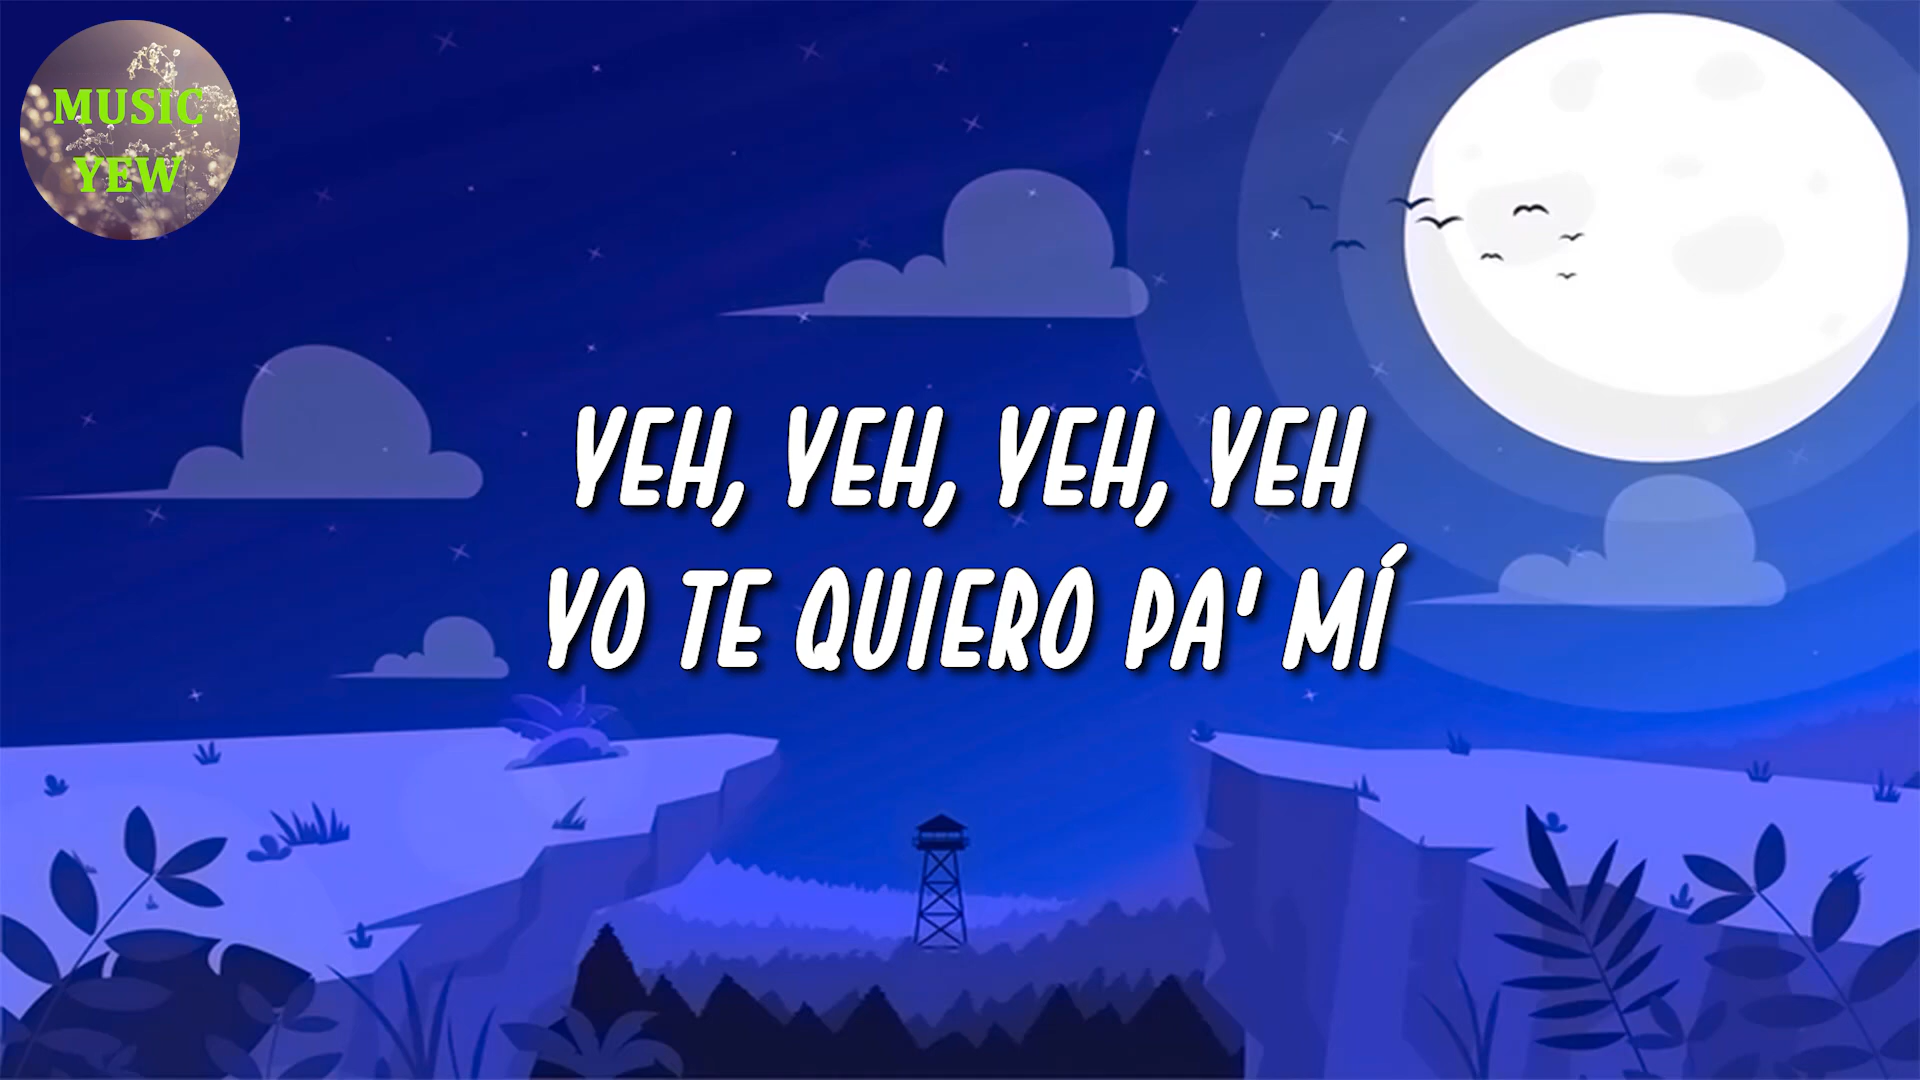 MUSIC
YEW
YEH, YEH, YEH, YEH
YO TE QUIERO PA' MÍ